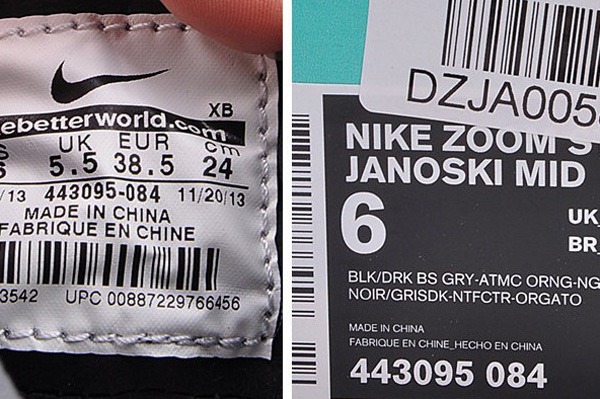 XB
ebetterworld.com
UK EUR cm
5.5 38.5 24
/13 443095-084 11/20/13
MADE IN CHINA
FABRIQUE EN CHINE
3542 UPC 00887229766456
DZJA005
NIKE ZOOM S
JANOSKI MID
6
UK
BR
BLK/DRK BS GRY-ATMC ORNG-NG
NOIR/GRISDK-NTFCTR-ORGATO
MADE IN CHINA
FABRIQUE EN CHINE_HECHO EN CHINA
443095 084